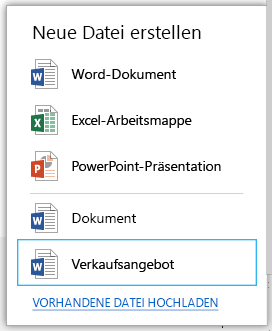 Neue Datei erstellen
Word-Dokument
Excel-Arbeitsmappe
PowerPoint-Präsentation
Dokument
Verkaufsangebot
VORHANDENE DATEI HOCHLADEN